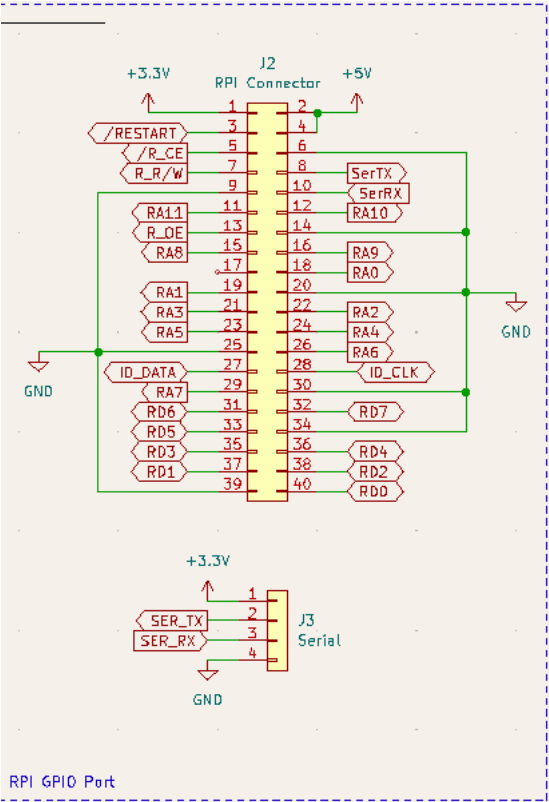 J2
+3.3V
RPI Connector
+5V
1 2
/RESTART 3 4
/R_CE 5 6
R_R/W 7 8 SerTX
9 10 SerRX
RA11 11 12 RA10
R_OE 13 14
RA8 15 16 RA9
17 18 RA0
RA1 19 20
RA3 21 22 RA2
RA5 23 24 RA4
25 26 RA6
ID_DATA 27 28 ID_CLK
RA7 29 30
RD6 31 32 RD7
RD5 33 34
RD3 35 36 RD4
RD1 37 38 RD2
39 40 RD0
GND
GND
+3.3V
1
SER_TX 2 J3
SER_RX 3 Serial
4
GND
RPI GPIO Port